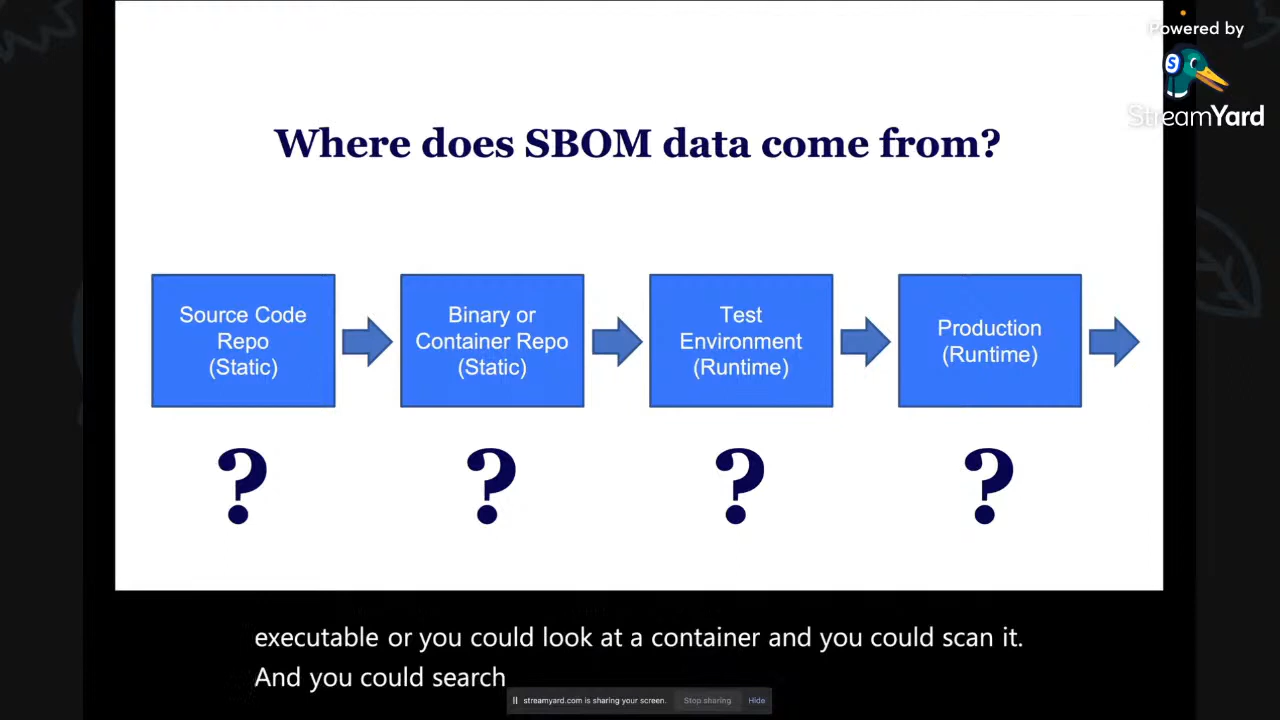 Powered by
StreamYard
Where does SBOM data come from?
Source Code
Repo
(Static)
Binary or
Container Repo
(Static)
Test
Environment
(Runtime)
Production
(Runtime)
?
?
?
?
executable or you could look at a container and you could scan it.
And you could search
streamyard.com is sharing your screen.
Stop sharing
Hide